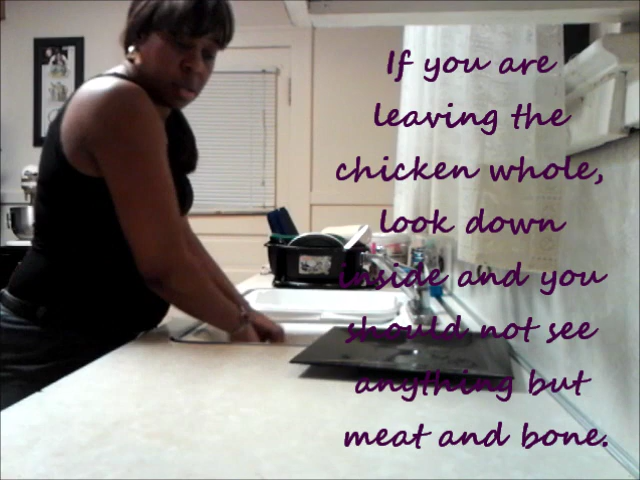 If you are
leaving the
chicken whole,
look down
inside and you
should not see
anything but
meat and bone.